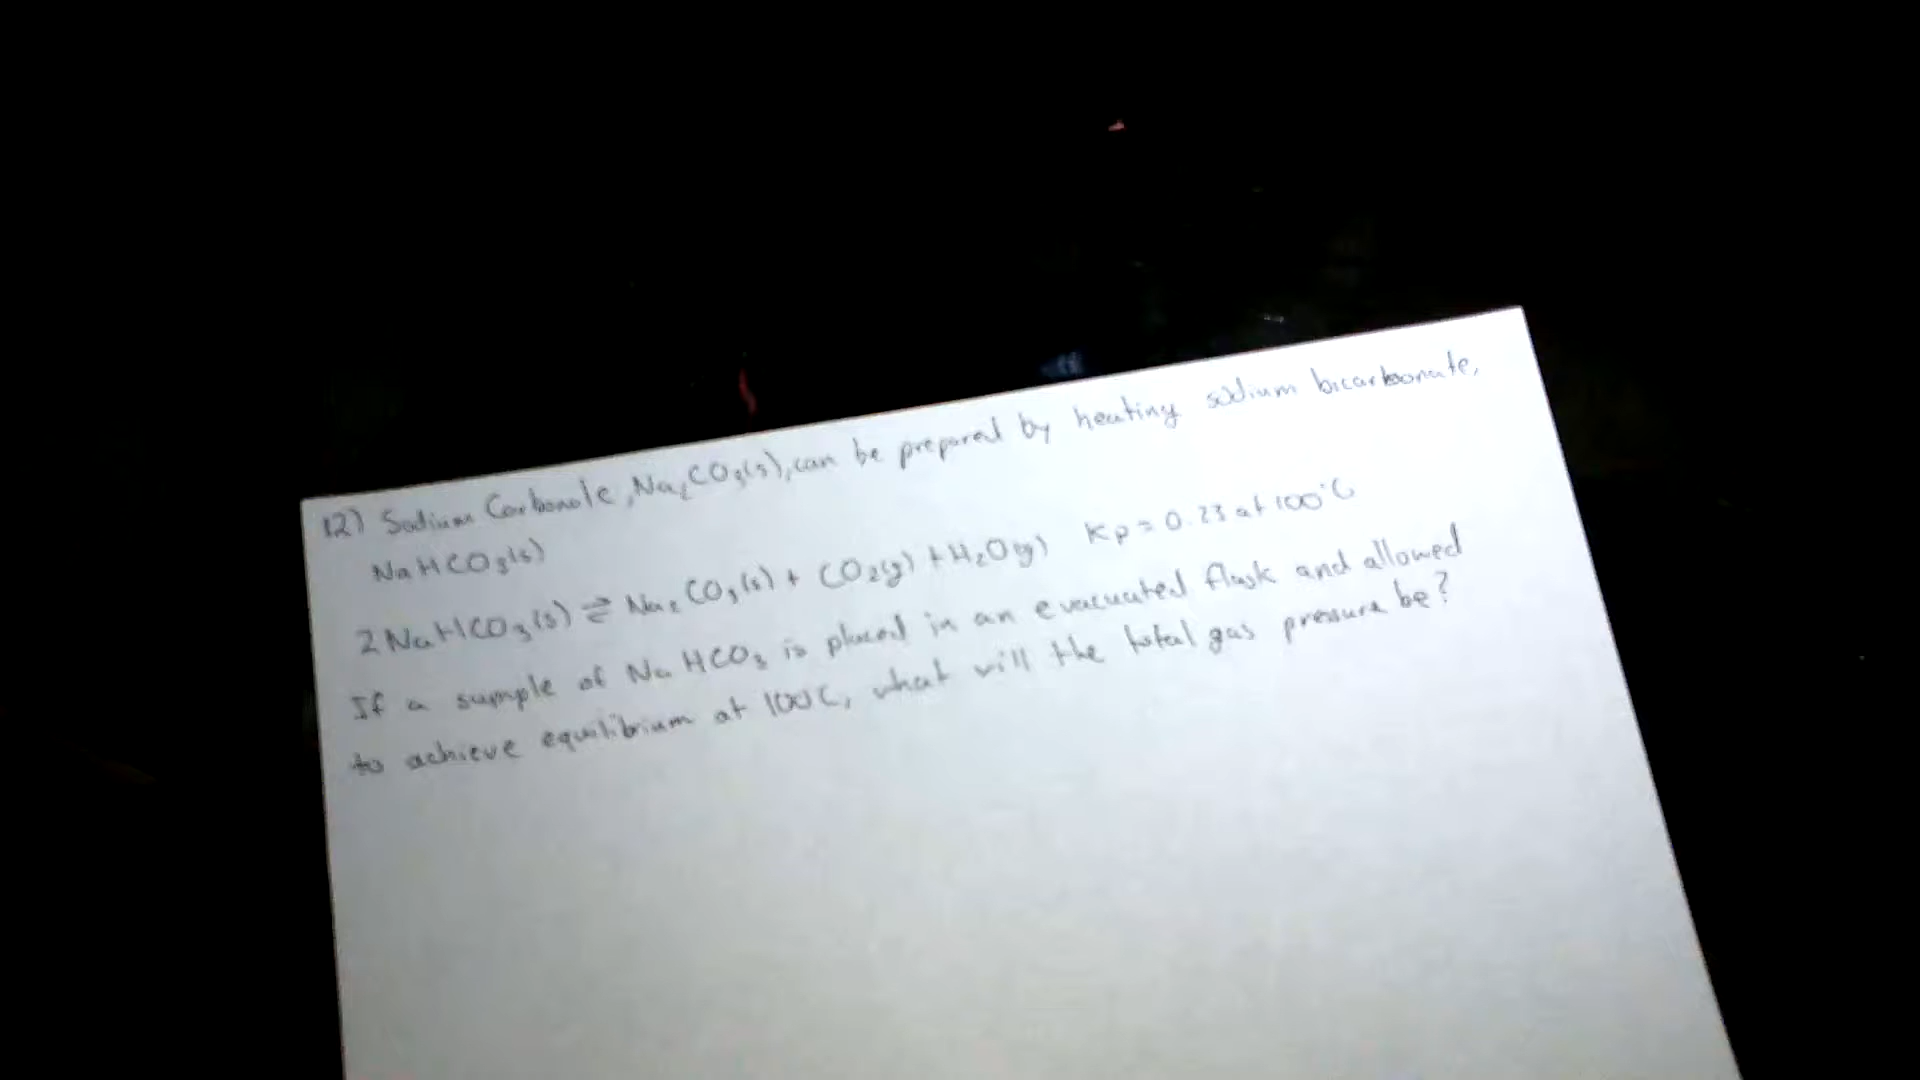 12) Sodium Carbonate, Na₂CO₃(s), can be prepared by heating sodium bicarbonate,
NaHCO₃(s)
2NaHCO₃(s) ⇌ Na₂CO₃(s) + CO₂(g) + H₂O(g) Kp = 0.23 at 100°C
If a sample of NaHCO₃ is placed in an evacuated flask and allowed
to achieve equilibrium at 100°C, what will the total gas pressure be?